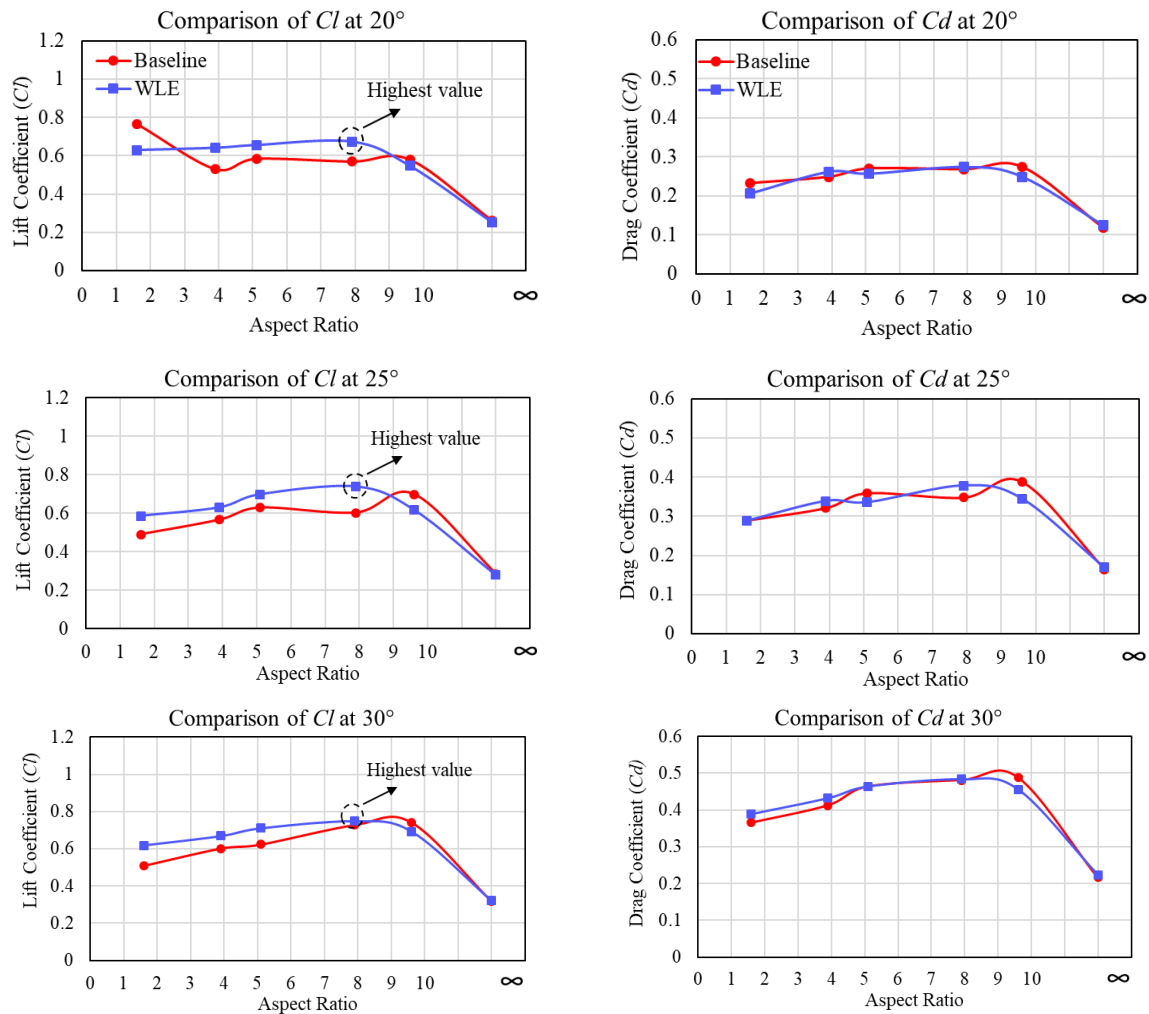 Comparison of Cl at 20°
1.2
1
0.8
0.6
0.4
0.2
0
Lift Coefficient (Cl)
Baseline
WLE
Highest value
0 1 2 3 4 5 6 7 8 9 10 ∞
Aspect Ratio
Comparison of Cd at 20°
0.6
0.5
0.4
0.3
0.2
0.1
0
Drag Coefficient (Cd)
Baseline
WLE
0 1 2 3 4 5 6 7 8 9 10 ∞
Aspect Ratio
Comparison of Cl at 25°
1.2
1
0.8
0.6
0.4
0.2
0
Lift Coefficient (Cl)
Highest value
0 1 2 3 4 5 6 7 8 9 10 ∞
Aspect Ratio
Comparison of Cd at 25°
0.6
0.5
0.4
0.3
0.2
0.1
0
Drag Coefficient (Cd)
0 1 2 3 4 5 6 7 8 9 10 ∞
Aspect Ratio
Comparison of Cl at 30°
1.2
1
0.8
0.6
0.4
0.2
0
Lift Coefficient (Cl)
Highest value
0 1 2 3 4 5 6 7 8 9 10 ∞
Aspect Ratio
Comparison of Cd at 30°
0.6
0.5
0.4
0.3
0.2
0.1
0
Drag Coefficient (Cd)
0 1 2 3 4 5 6 7 8 9 10 ∞
Aspect Ratio